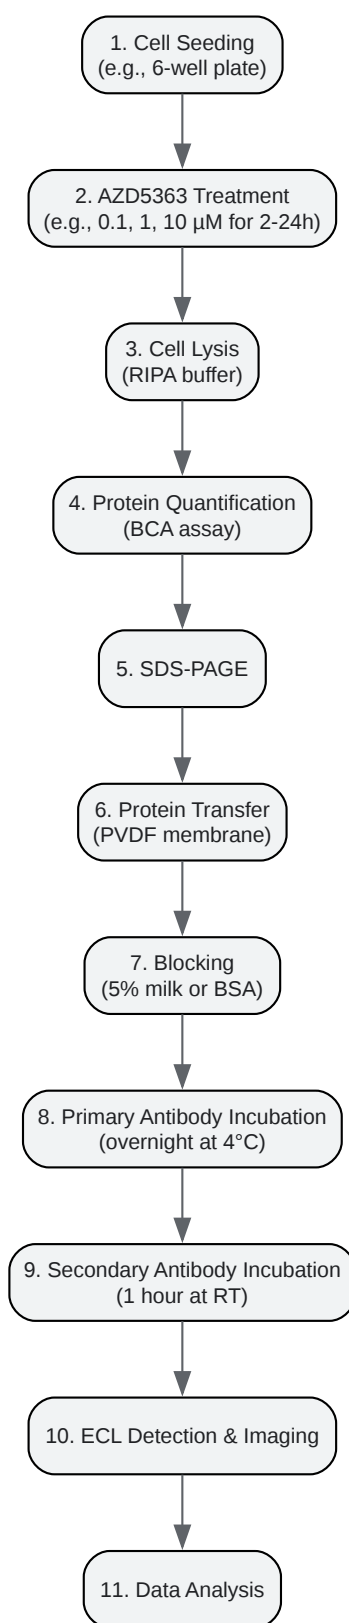 1. Cell Seeding
(e.g., 6-well plate)
2. AZD5363 Treatment
(e.g., 0.1, 1, 10 µM for 2-24h)
3. Cell Lysis
(RIPA buffer)
4. Protein Quantification
(BCA assay)
5. SDS-PAGE
6. Protein Transfer
(PVDF membrane)
7. Blocking
(5% milk or BSA)
8. Primary Antibody Incubation
(overnight at 4°C)
9. Secondary Antibody Incubation
(1 hour at RT)
10. ECL Detection & Imaging
11. Data Analysis